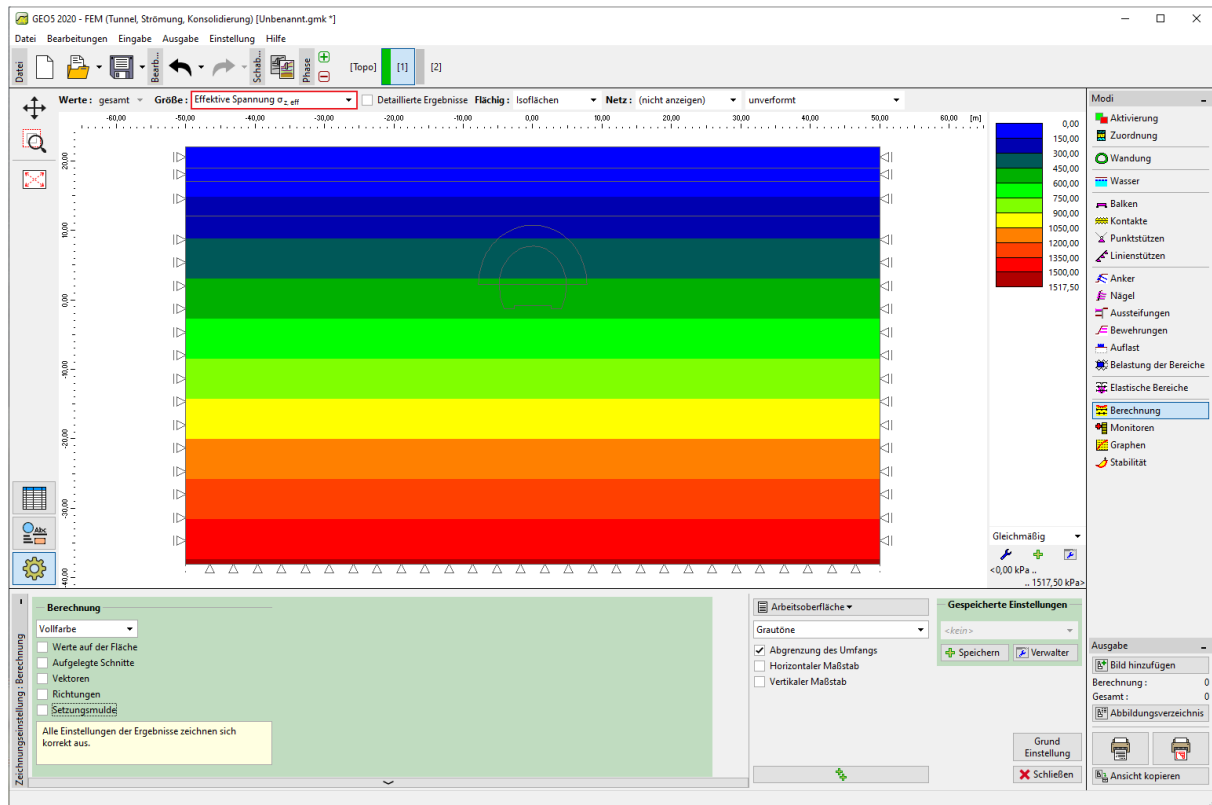 GEO5 2020 - FEM (Tunnel, Strömung, Konsolidierung) [Unbenannt.gmk *]
Datei Bearbeitungen Eingabe Ausgabe Einstellung Hilfe
Datei
Bearb...
Schab...
Phase
[Topo] [1] [2]
Werte : gesamt Größe : Effektive Spannung σz, eff Detaillierte Ergebnisse Flächig : Isoflächen Netz : (nicht anzeigen) unverformt
-60,00 -50,00 -40,00 -30,00 -20,00 -10,00 0,00 10,00 20,00 30,00 40,00 50,00 60,00 [m]
20,00
10,00
0,00
-10,00
-20,00
-30,00
-40,00
0,00
150,00
300,00
450,00
600,00
750,00
900,00
1050,00
1200,00
1350,00
1500,00
1517,50
Gleichmäßig
<0,00 kPa ..
.. 1517,50 kPa>
Modi
Aktivierung
Zuordnung
Wandung
Wasser
Balken
Kontakte
Punktstützen
Linienstützen
Anker
Nägel
Aussteifungen
Bewehrungen
Auflast
Belastung der Bereiche
Elastische Bereiche
Berechnung
Monitoren
Graphen
Stabilität
Abc
Zeichnungseinstellung : Berechnung
Berechnung
Vollfarbe
Werte auf der Fläche
Aufgelegte Schnitte
Vektoren
Richtungen
Setzungsmulde
Alle Einstellungen der Ergebnisse zeichnen sich
korrekt aus.
Arbeitsoberfläche
Grautöne
Abgrenzung des Umfangs
Horizontaler Maßstab
Vertikaler Maßstab
Gespeicherte Einstellungen
<kein>
Speichern Verwalter
Grund
Einstellung
Schließen
Ausgabe
Bild hinzufügen
Berechnung : 0
Gesamt : 0
Abbildungsverzeichnis
Ansicht kopieren